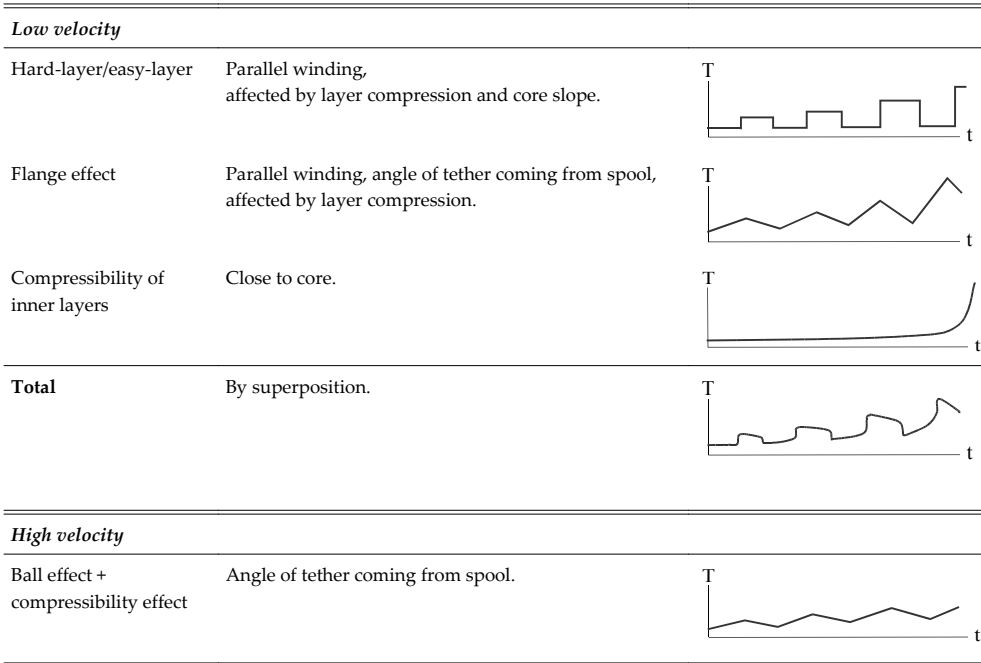 Low velocity
Hard-layer/easy-layer
Parallel winding,
affected by layer compression and core slope.
T
t
Flange effect
Parallel winding, angle of tether coming from spool,
affected by layer compression.
T
t
Compressibility of
inner layers
Close to core.
T
t
Total
By superposition.
T
t
High velocity
Ball effect +
compressibility effect
Angle of tether coming from spool.
T
t